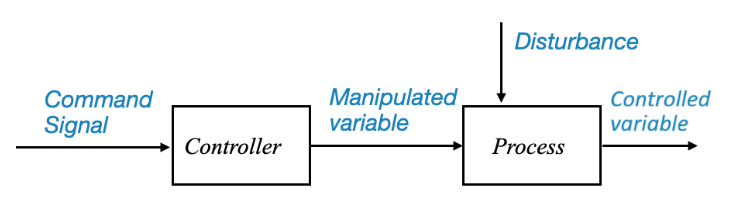 Disturbance
Command
Signal
Manipulated
variable
Controlled
variable
Controller
Process